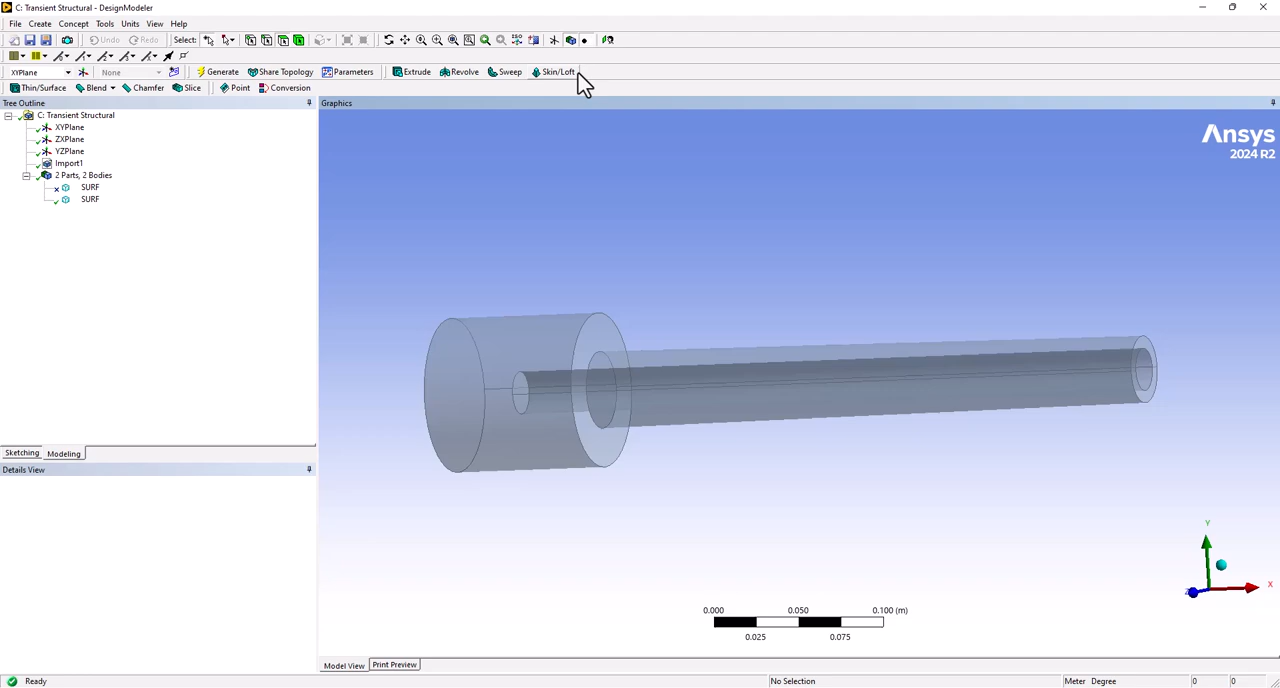 C: Transient Structural - DesignModeler
File Create Concept Tools Units View Help
Undo Redo Select:
XYPlane None Generate Share Topology Parameters Extrude Revolve Sweep Skin/Loft
Thin/Surface Blend Chamfer Slice Point Conversion
Tree Outline
C: Transient Structural
XYPlane
ZXPlane
YZPlane
Import1
2 Parts, 2 Bodies
SURF
SURF
Sketching Modeling
Details View
Graphics
Ansys
2024 R2
Y
X
Z
0.000 0.050 0.100 (m)
0.025 0.075
Model View Print Preview
Ready No Selection Meter Degree 0 0